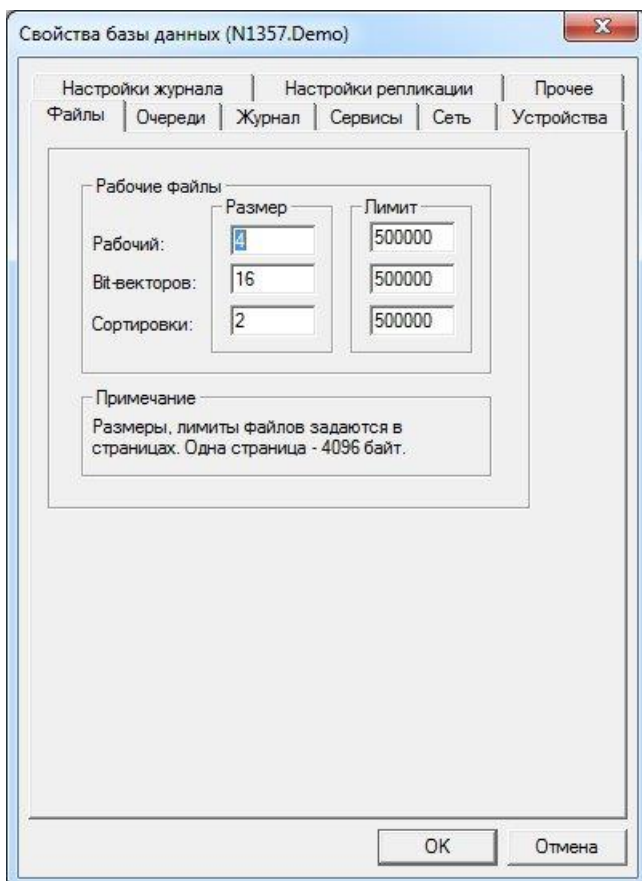 Свойства базы данных (N1357.Demo)
Настройки журнала Настройки репликации Прочее
Файлы Очереди Журнал Сервисы Сеть Устройства
Рабочие файлы
Размер Лимит
Рабочий: 4 500000
Bit-векторов: 16 500000
Сортировки: 2 500000
Примечание
Размеры, лимиты файлов задаются в
страницах. Одна страница - 4096 байт.
OK Отмена